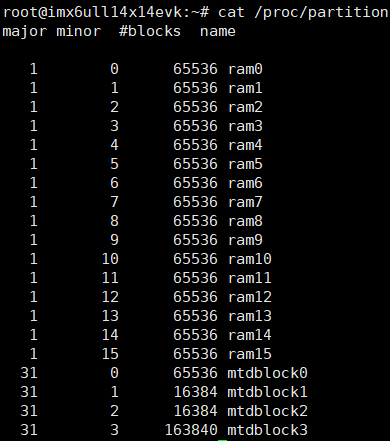 root@imx6ull14x14evk:~# cat /proc/partition
major minor  #blocks  name
1        0      65536 ram0
1        1      65536 ram1
1        2      65536 ram2
1        3      65536 ram3
1        4      65536 ram4
1        5      65536 ram5
1        6      65536 ram6
1        7      65536 ram7
1        8      65536 ram8
1        9      65536 ram9
1       10      65536 ram10
1       11      65536 ram11
1       12      65536 ram12
1       13      65536 ram13
1       14      65536 ram14
1       15      65536 ram15
31        0      65536 mtdblock0
31        1      16384 mtdblock1
31        2      16384 mtdblock2
31        3     163840 mtdblock3